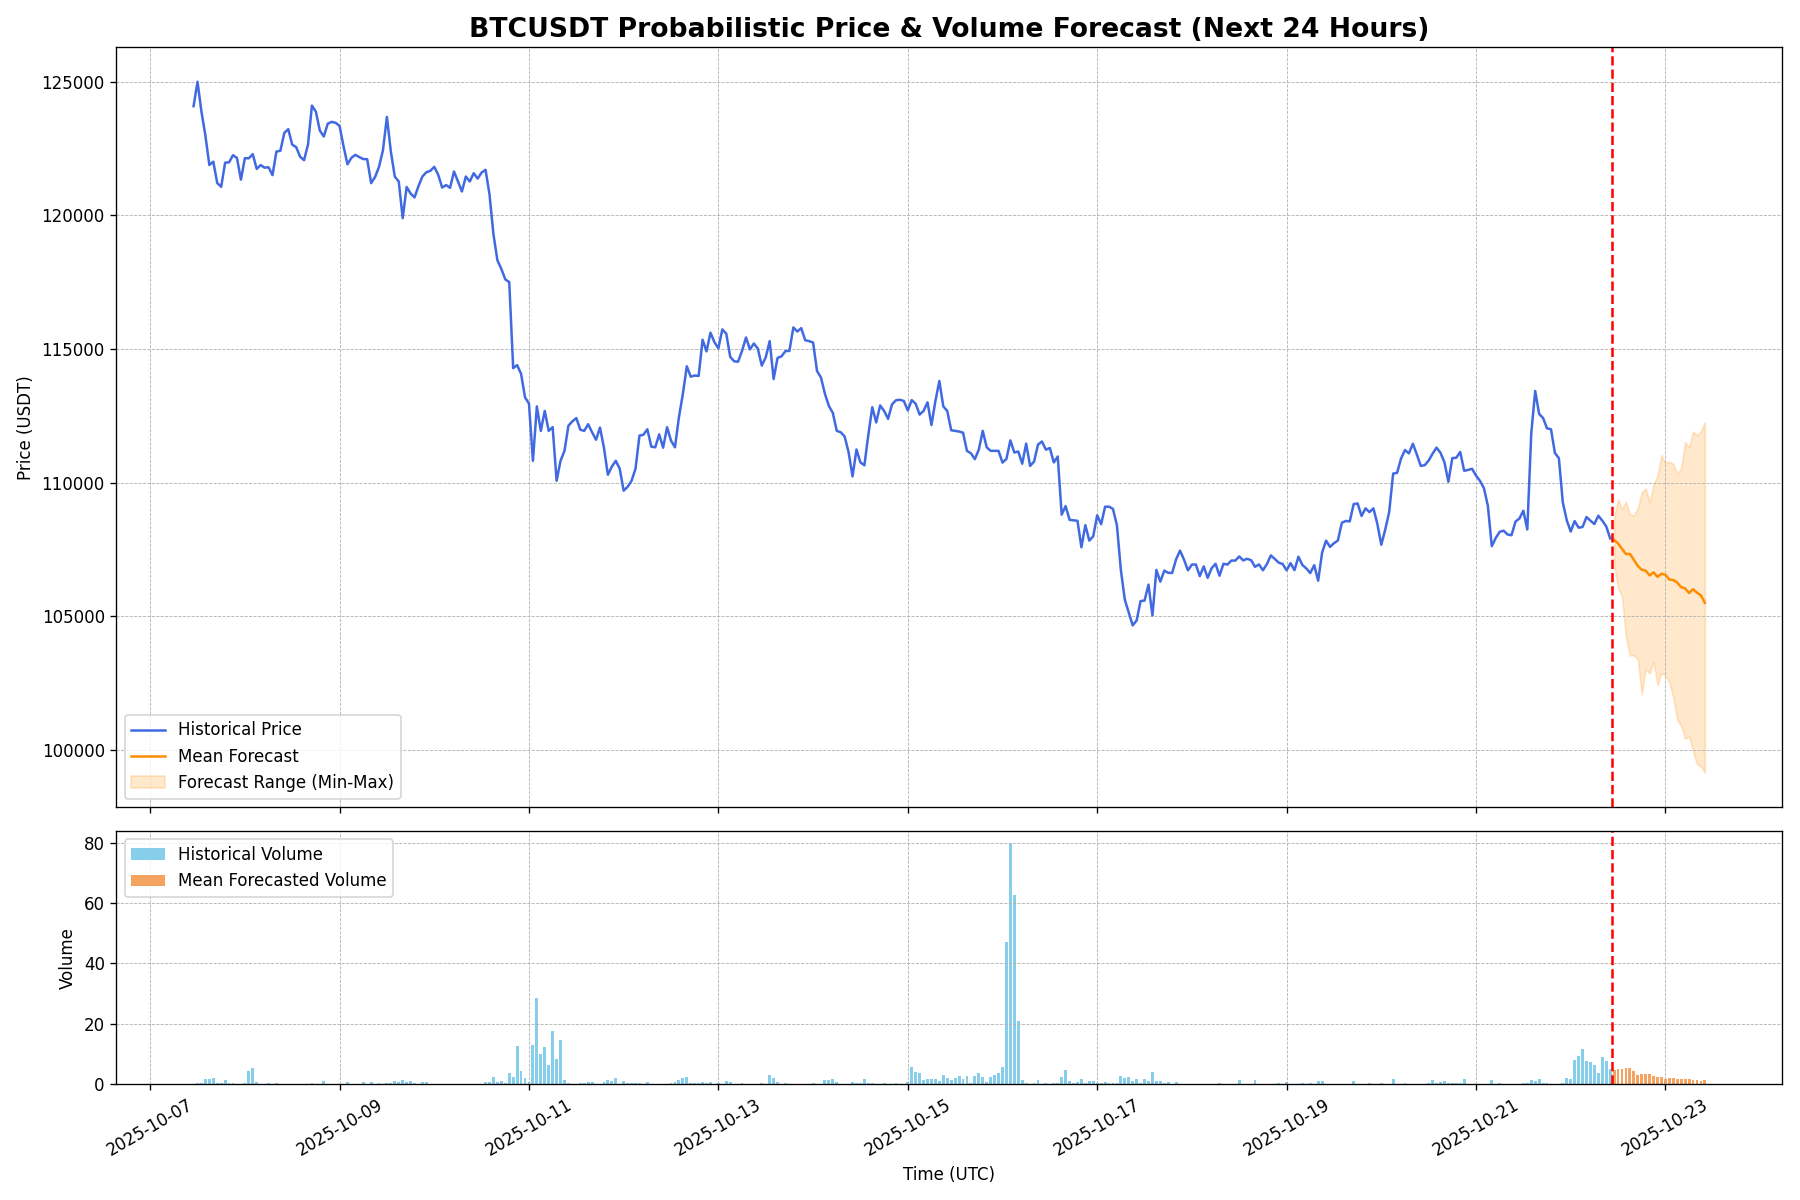 BTCUSDT Probabilistic Price & Volume Forecast (Next 24 Hours)
125000
120000
115000
110000
105000
100000
Price (USDT)
Historical Price
Mean Forecast
Forecast Range (Min-Max)
80
60
40
20
0
Volume
Historical Volume
Mean Forecasted Volume
2025-10-07
2025-10-09
2025-10-11
2025-10-13
2025-10-15
2025-10-17
2025-10-19
2025-10-21
2025-10-23
Time (UTC)